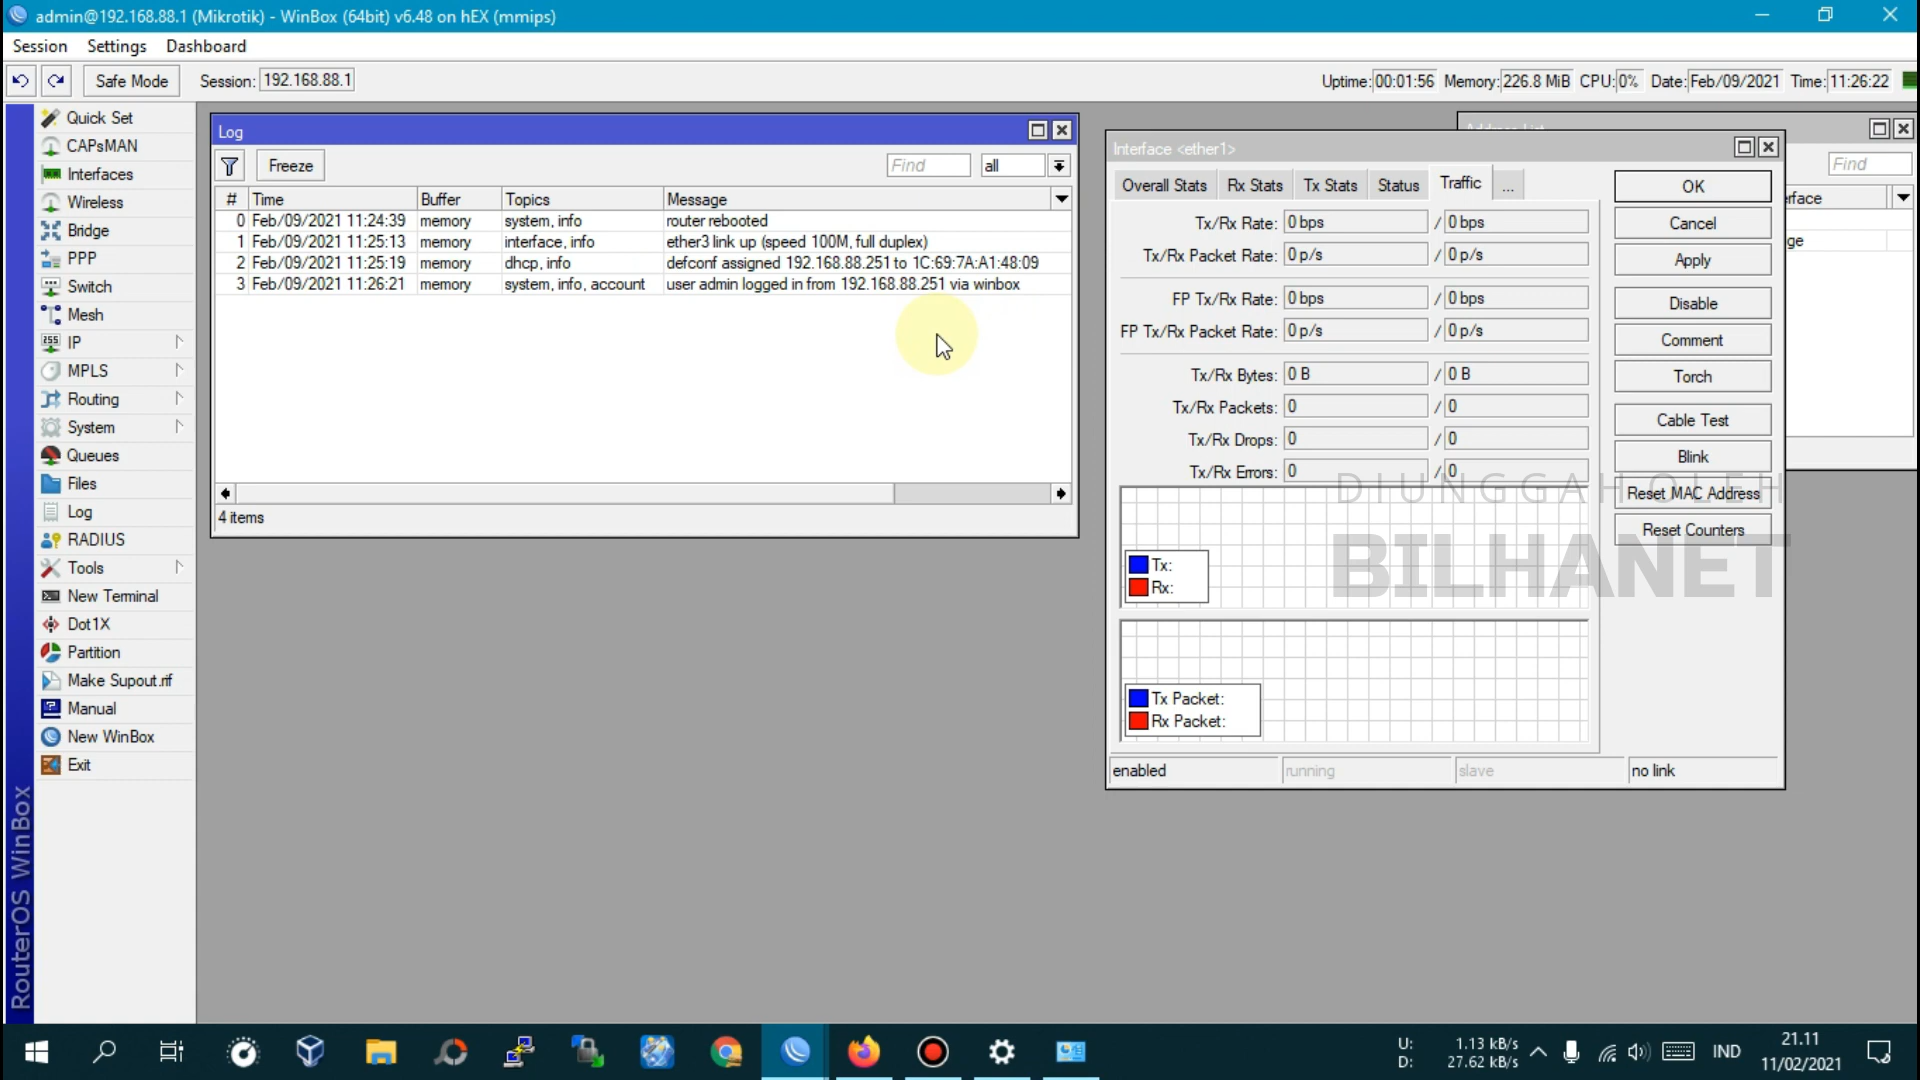 admin@192.168.88.1 (Mikrotik) - WinBox (64bit) v6.48 on hEX (mmips)
Session Settings Dashboard
Safe Mode Session: 192.168.88.1 Uptime: 00:01:56 Memory: 226.8 MiB CPU: 0% Date: Feb/09/2021 Time: 11:26:22
Quick Set
CAPsMAN
Interfaces
Wireless
Bridge
PPP
Switch
Mesh
IP
MPLS
Routing
System
Queues
Files
Log
RADIUS
Tools
New Terminal
Dot1X
Partition
Make Supout.rif
Manual
New WinBox
Exit
RouterOS WinBox
Log
Freeze Find all
# Time Buffer Topics Message
0 Feb/09/2021 11:24:39 memory system, info router rebooted
1 Feb/09/2021 11:25:13 memory interface, info ether3 link up (speed 100M, full duplex)
2 Feb/09/2021 11:25:19 memory dhcp, info defconf assigned 192.168.88.251 to 1C:69:7A:A1:48:09
3 Feb/09/2021 11:26:21 memory system, info, account user admin logged in from 192.168.88.251 via winbox
4 items
Find
rface
ge
Interface <ether1>
Overall Stats Rx Stats Tx Stats Status Traffic ...
Tx/Rx Rate: 0 bps / 0 bps
Tx/Rx Packet Rate: 0 p/s / 0 p/s
FP Tx/Rx Rate: 0 bps / 0 bps
FP Tx/Rx Packet Rate: 0 p/s / 0 p/s
Tx/Rx Bytes: 0 B / 0 B
Tx/Rx Packets: 0 / 0
Tx/Rx Drops: 0 / 0
Tx/Rx Errors: 0 / 0
Tx:
Rx:
Tx Packet:
Rx Packet:
enabled running slave no link
OK
Cancel
Apply
Disable
Comment
Torch
Cable Test
Blink
Reset MAC Address
Reset Counters
DIUNGGAH OLEH
BILHANET
U: 1.13 kB/s
D: 27.62 kB/s
IND
21.11
11/02/2021